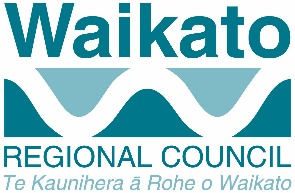 Waikato
REGIONAL COUNCIL
Te Kaunihera ā Rohe o Waikato